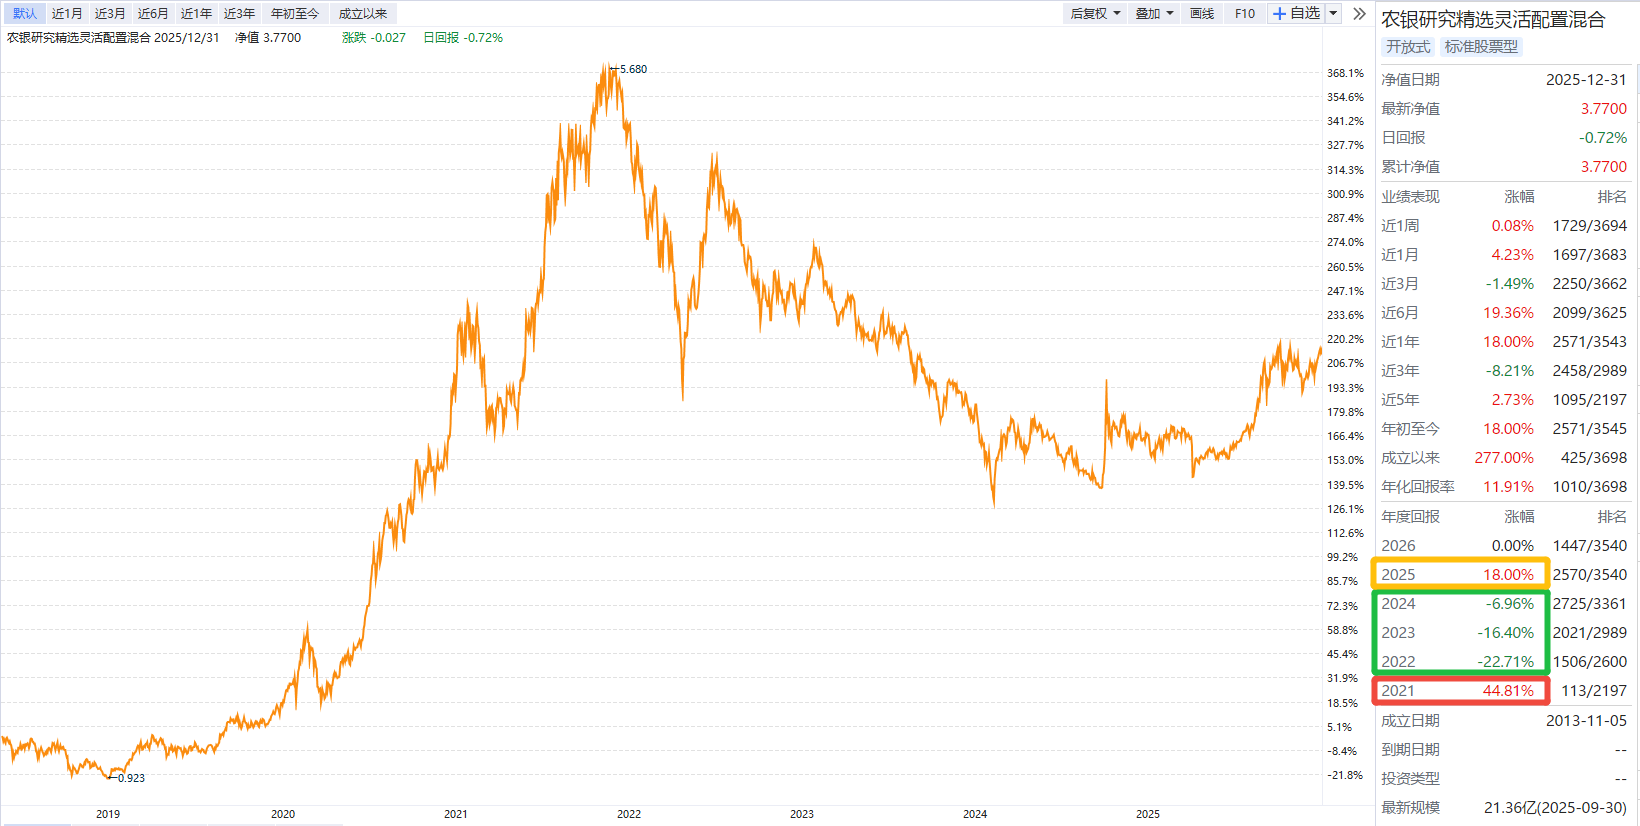 默认 近1月 近3月 近6月 近1年 近3年 年初至今 成立以来 后复权 叠加 画线 F10 自选
农银研究精选灵活配置混合 2025/12/31 净值 3.7700 涨跌 -0.027 日回报 -0.72%
5.680
0.923
368.1%
354.6%
341.2%
327.7%
314.3%
300.9%
287.4%
274.0%
260.5%
247.1%
233.6%
220.2%
206.7%
193.3%
179.8%
166.4%
153.0%
139.5%
126.1%
112.6%
99.2%
85.7%
72.3%
58.8%
45.4%
31.9%
18.5%
5.1%
-8.4%
-21.8%
2019 2020 2021 2022 2023 2024 2025
农银研究精选灵活配置混合
开放式 标准股票型
净值日期 2025-12-31
最新净值 3.7700
日回报 -0.72%
累计净值 3.7700
业绩表现 涨幅 排名
近1周 0.08% 1729/3694
近1月 4.23% 1697/3683
近3月 -1.49% 2250/3662
近6月 19.36% 2099/3625
近1年 18.00% 2571/3543
近3年 -8.21% 2458/2989
近5年 2.73% 1095/2197
年初至今 18.00% 2571/3545
成立以来 277.00% 425/3698
年化回报率 11.91% 1010/3698
年度回报 涨幅 排名
2026 0.00% 1447/3540
2025 18.00% 2570/3540
2024 -6.96% 2725/3361
2023 -16.40% 2021/2989
2022 -22.71% 1506/2600
2021 44.81% 113/2197
成立日期 2013-11-05
到期日期 --
投资类型 --
最新规模 21.36亿(2025-09-30)